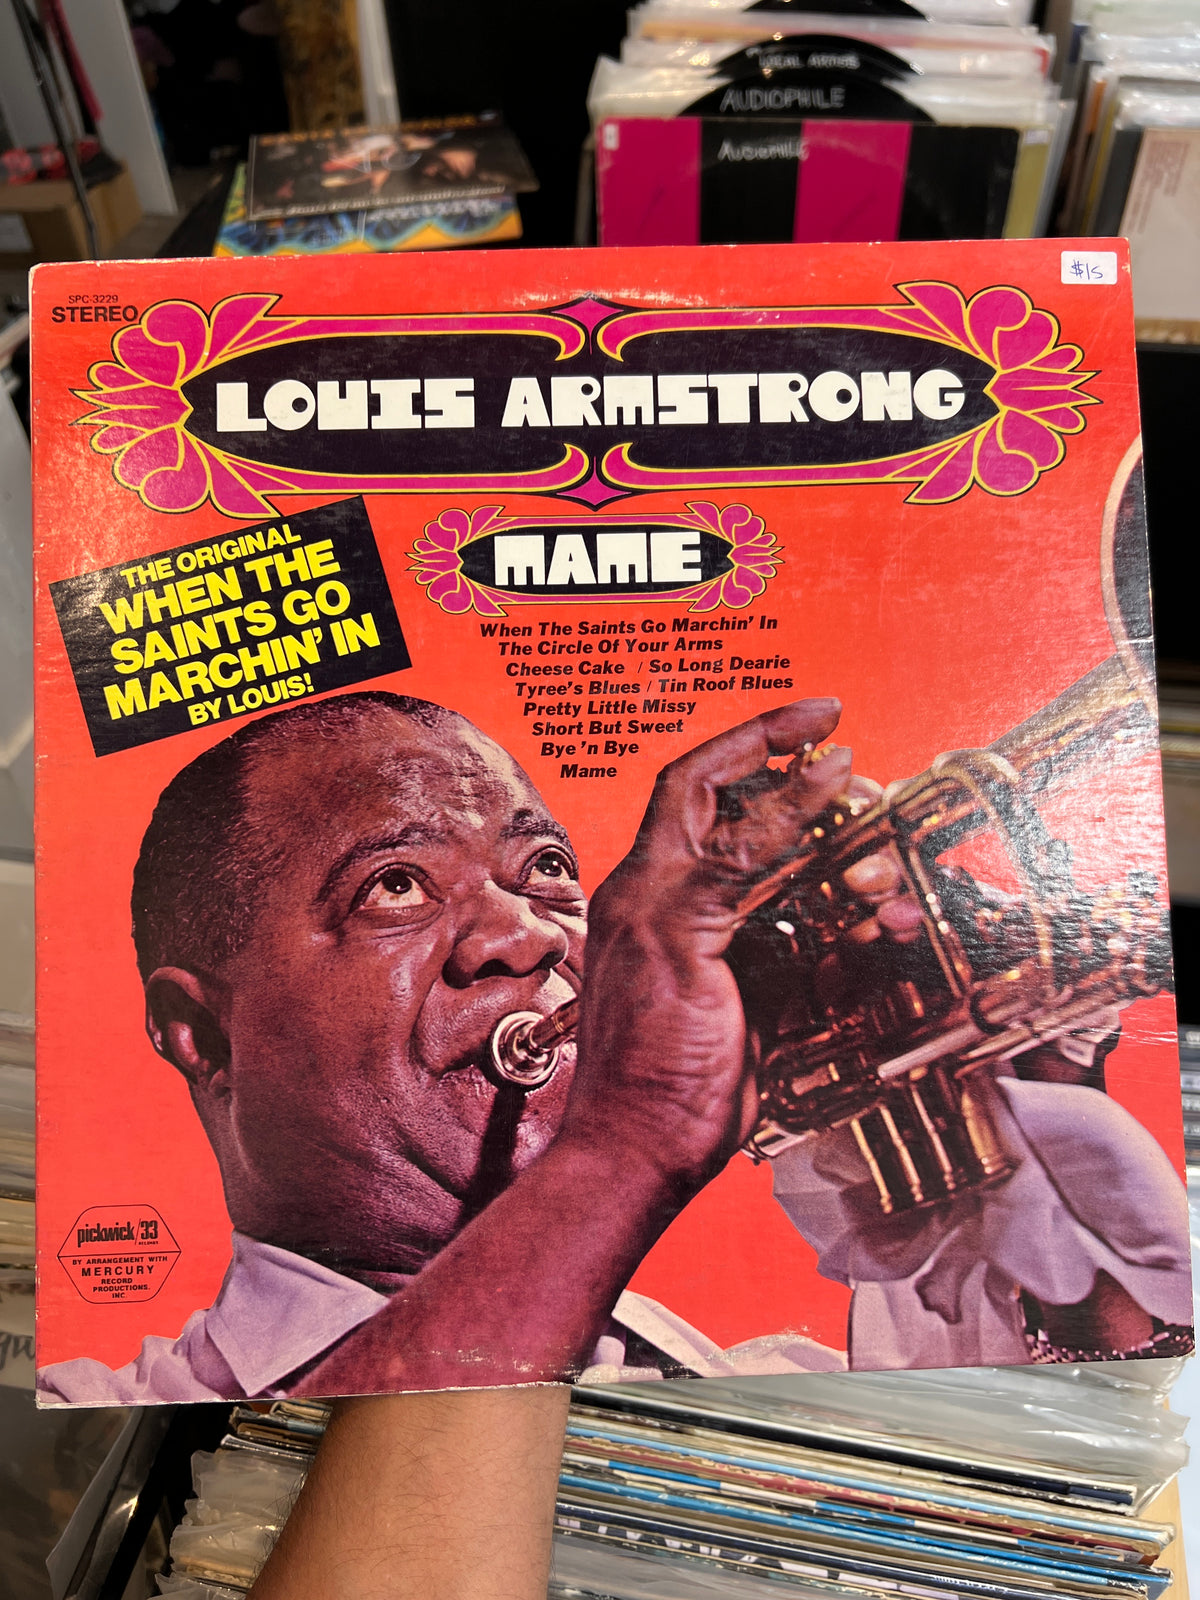 IDEAL ARTISE
AUDIOPHILE
AUDIOPHILE
$15
SPC-3229
STEREO
LOUIS ARMSTRONG
MAME
THE ORIGINAL
WHEN THE
SAINTS GO
MARCHIN' IN
BY LOUIS!
When The Saints Go Marchin' In
The Circle Of Your Arms
Cheese Cake / So Long Dearie
Tyree's Blues / Tin Roof Blues
Pretty Little Missy
Short But Sweet
Bye 'n Bye
Mame
pickwick/33
RECORDS
BY ARRANGEMENT WITH
MERCURY
RECORD
PRODUCTIONS,
INC